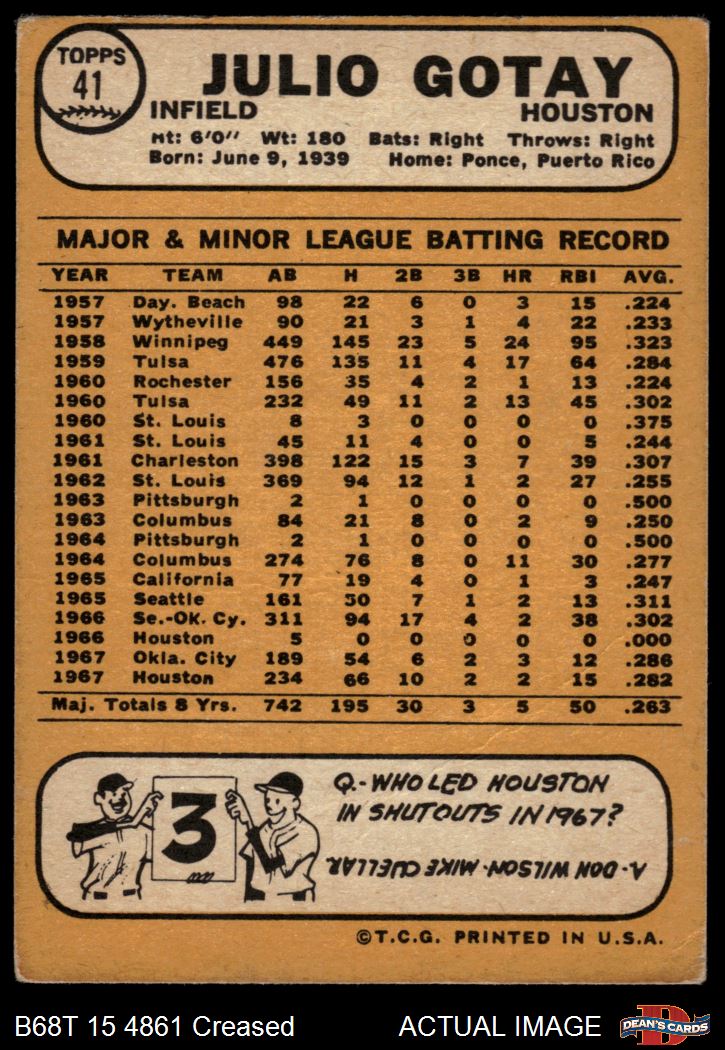 TOPPS
41
JULIO GOTAY
INFIELD HOUSTON
Ht: 6'0" Wt: 180 Bats: Right Throws: Right
Born: June 9, 1939 Home: Ponce, Puerto Rico
MAJOR & MINOR LEAGUE BATTING RECORD
YEAR TEAM AB H 2B 3B HR RBI AVG.
1957 Day. Beach 98 22 6 0 3 15 .224
1957 Wytheville 90 21 3 1 4 22 .233
1958 Winnipeg 449 145 23 5 24 95 .323
1959 Tulsa 476 135 11 4 17 64 .284
1960 Rochester 156 35 4 2 1 13 .224
1960 Tulsa 232 49 11 2 13 45 .302
1960 St. Louis 8 3 0 0 0 0 .375
1961 St. Louis 45 11 4 0 0 5 .244
1961 Charleston 398 122 15 3 7 39 .307
1962 St. Louis 369 94 12 1 2 27 .255
1963 Pittsburgh 2 1 0 0 0 0 .500
1963 Columbus 84 21 8 0 2 9 .250
1964 Pittsburgh 2 1 0 0 0 0 .500
1964 Columbus 274 76 8 0 11 30 .277
1965 California 77 19 4 0 1 3 .247
1965 Seattle 161 50 7 1 2 13 .311
1966 Se.-Ok. Cy. 311 94 17 4 2 38 .302
1966 Houston 5 0 0 0 0 0 .000
1967 Okla. City 189 54 6 2 3 12 .286
1967 Houston 234 66 10 2 2 15 .282
Maj. Totals 8 Yrs. 742 195 30 3 5 50 .263
3
Q.-WHO LED HOUSTON
IN SHUTOUTS IN 1967?
A-DON WILSON-MIKE CUELLAR
©T.C.G. PRINTED IN U.S.A.
B68T 15 4861 Creased ACTUAL IMAGE
D
DEAN'S CARDS